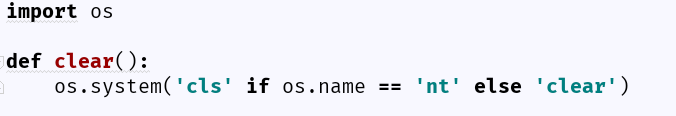 import os
def clear():
    os.system('cls' if os.name == 'nt' else 'clear')